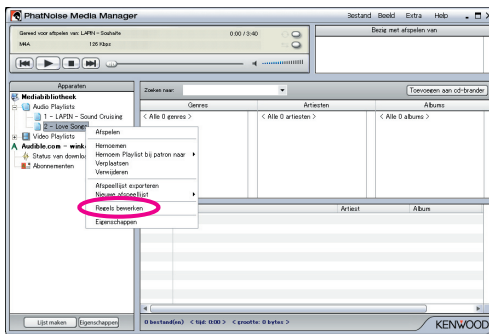 PhatNoise Media Manager
Bestand Beeld Extra Help
Gereed voor afspelen van: LAPIN - Souhaite 0:00 / 3:40
M4A 128 Kbps
Bezig met afspelen van
Apparaten
Zoeken naar:
Toevoegen aan cd-brander
Mediabibliotheek
Audio Playlists
1 - LAPIN - Sound Cruising
2 - Love Songs
Video Playlists
Audible.com - wink
Status van downlo
Abonnementen
Genres Artiesten Albums
< Alle 0 genres > < Alle 0 artiesten > < Alle 0 albums >
Afspelen
Hernoemen
Hernoem Playlist bij patroon naar
Verplaatsen
Verwijderen
Afspeellijst exporteren
Nieuwe afspeellijst
Regels bewerken
Eigenschappen
Artiest Album
Lijst maken Eigenschappen
0 bestand(en) < tijd: 0:00 > < grootte: 0 bytes >
KENWOOD